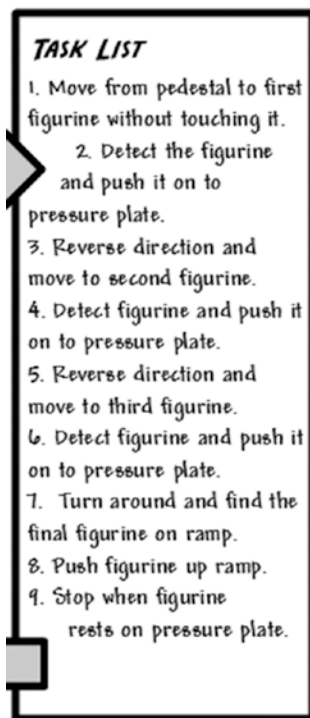 TASK LIST
1. Move from pedestal to first
figurine without touching it.
2. Detect the figurine
and push it on to
pressure plate.
3. Reverse direction and
move to second figurine.
4. Detect figurine and push it
on to pressure plate.
5. Reverse direction and
move to third figurine.
6. Detect figurine and push it
on to pressure plate.
7. Turn around and find the
final figurine on ramp.
8. Push figurine up ramp.
9. Stop when figurine
rests on pressure plate.